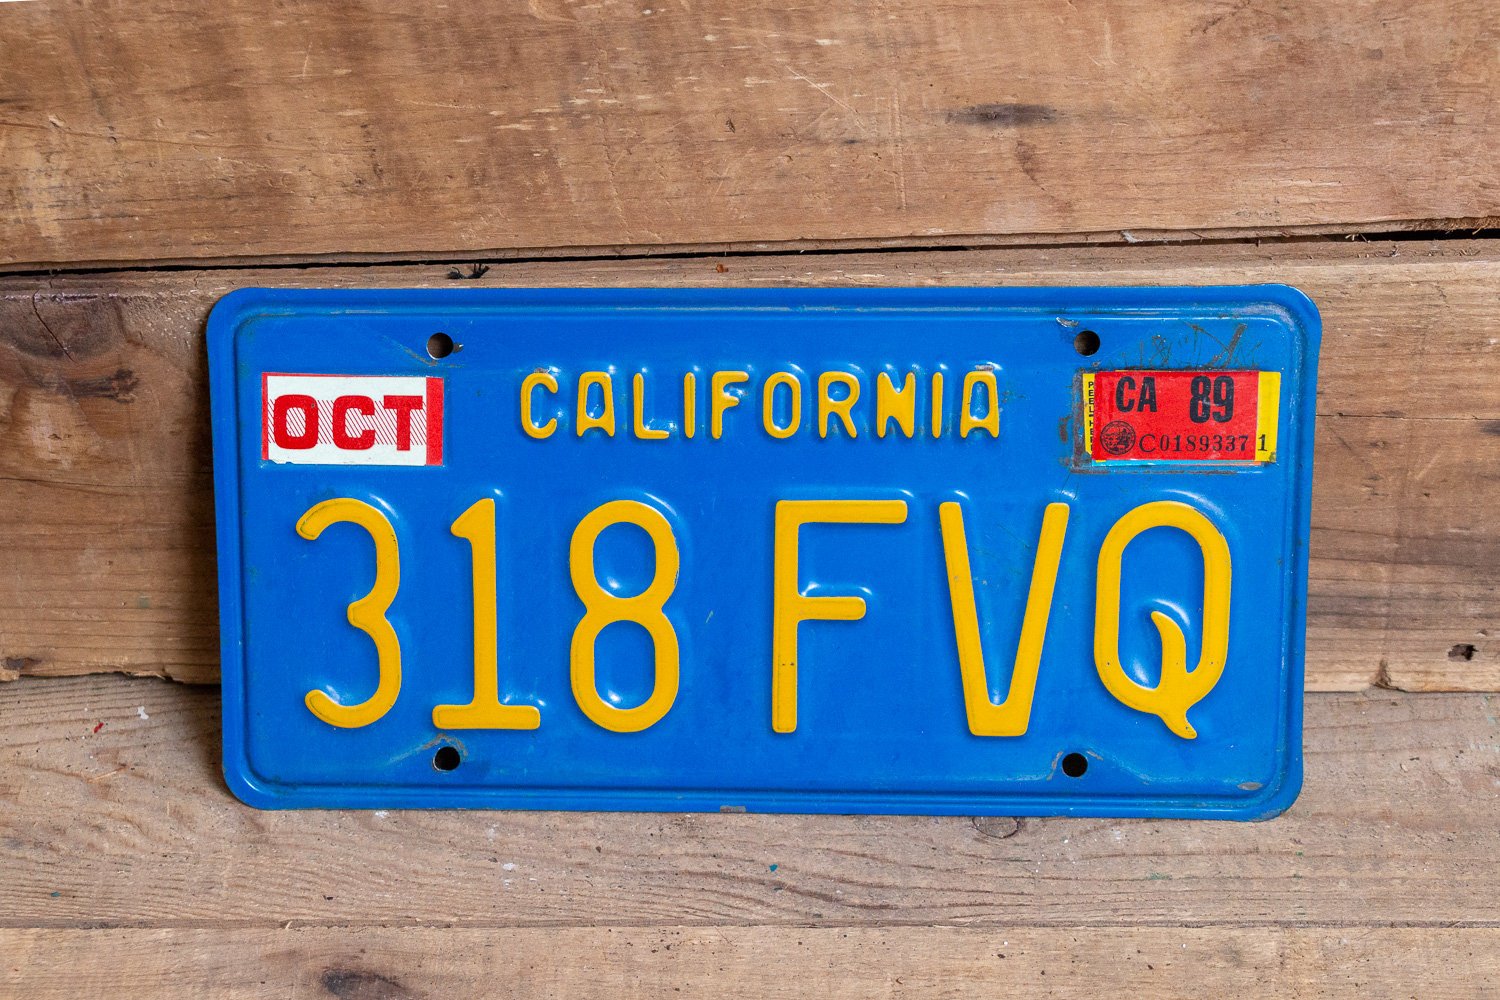 OCT
CALIFORNIA
CA 89
C0189337 1
318 FVQ